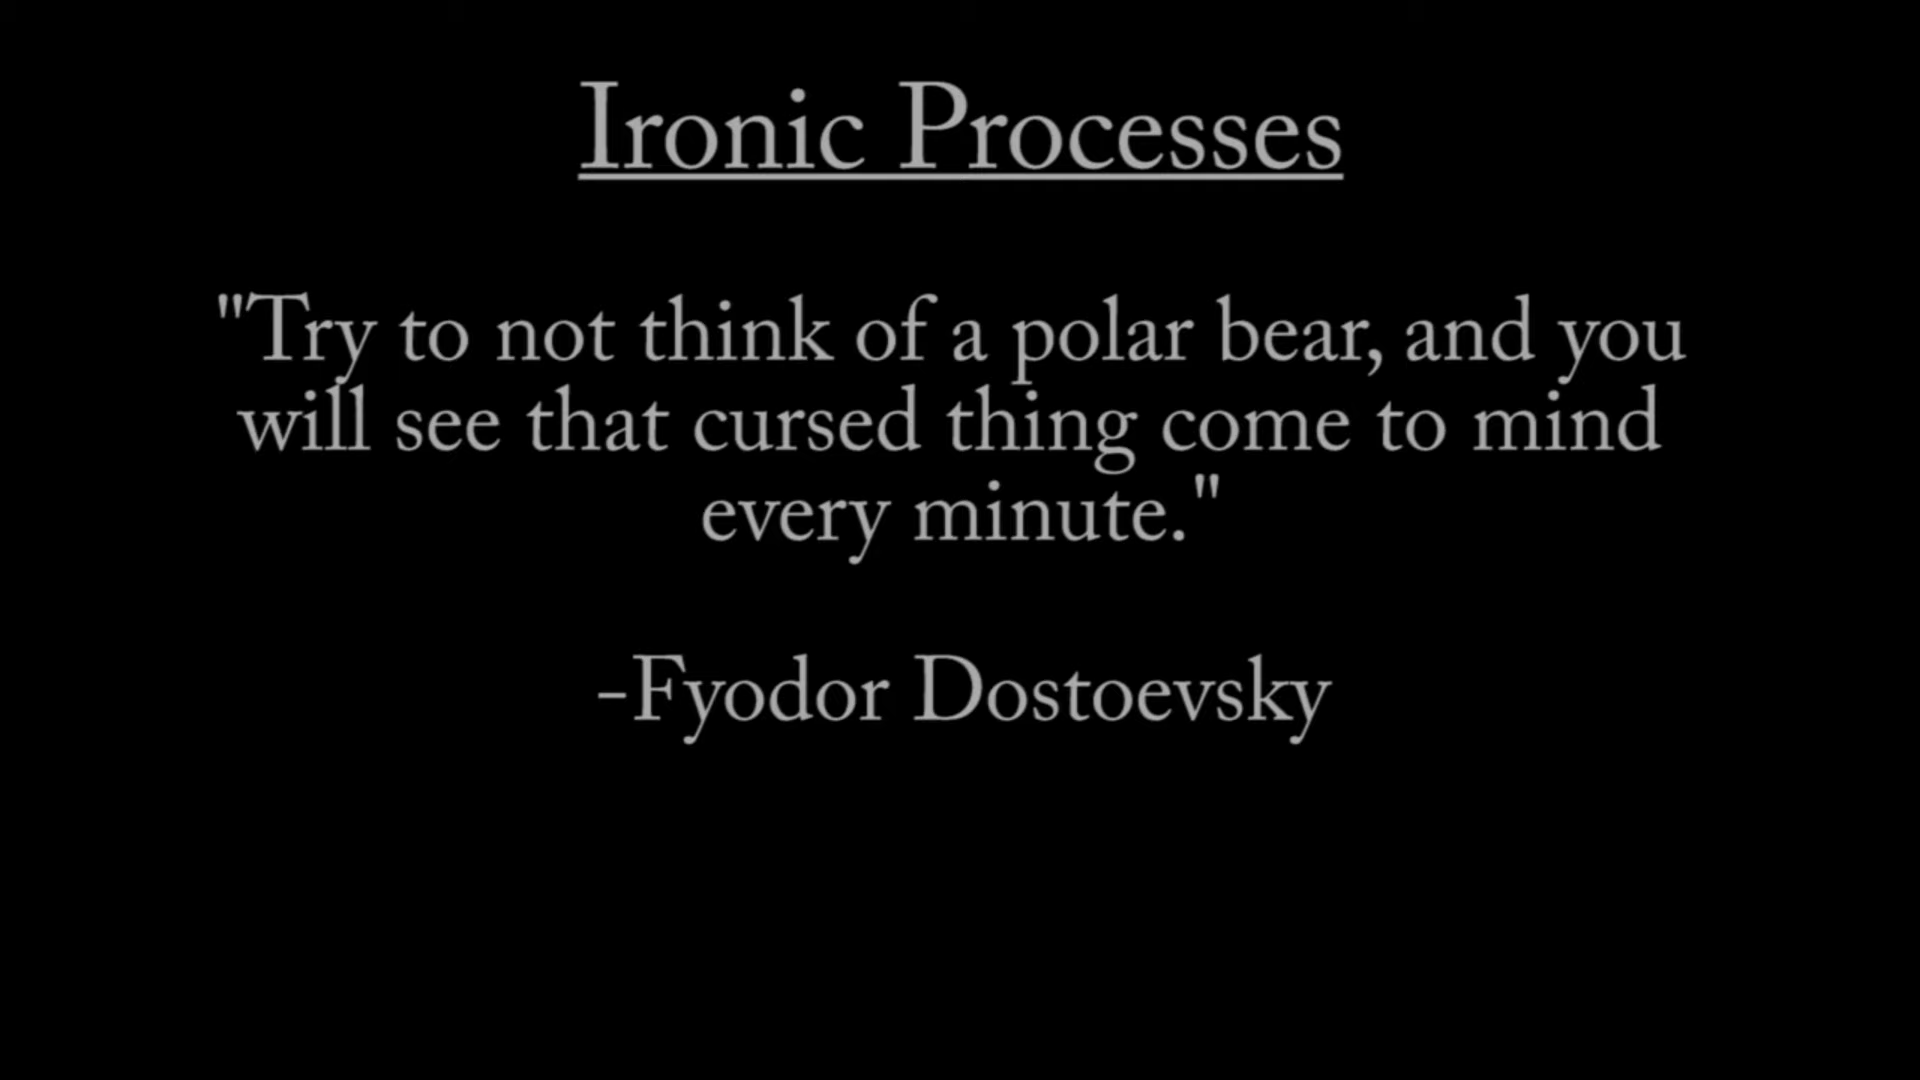 Ironic Processes
"Try to not think of a polar bear, and you
will see that cursed thing come to mind
every minute."
-Fyodor Dostoevsky